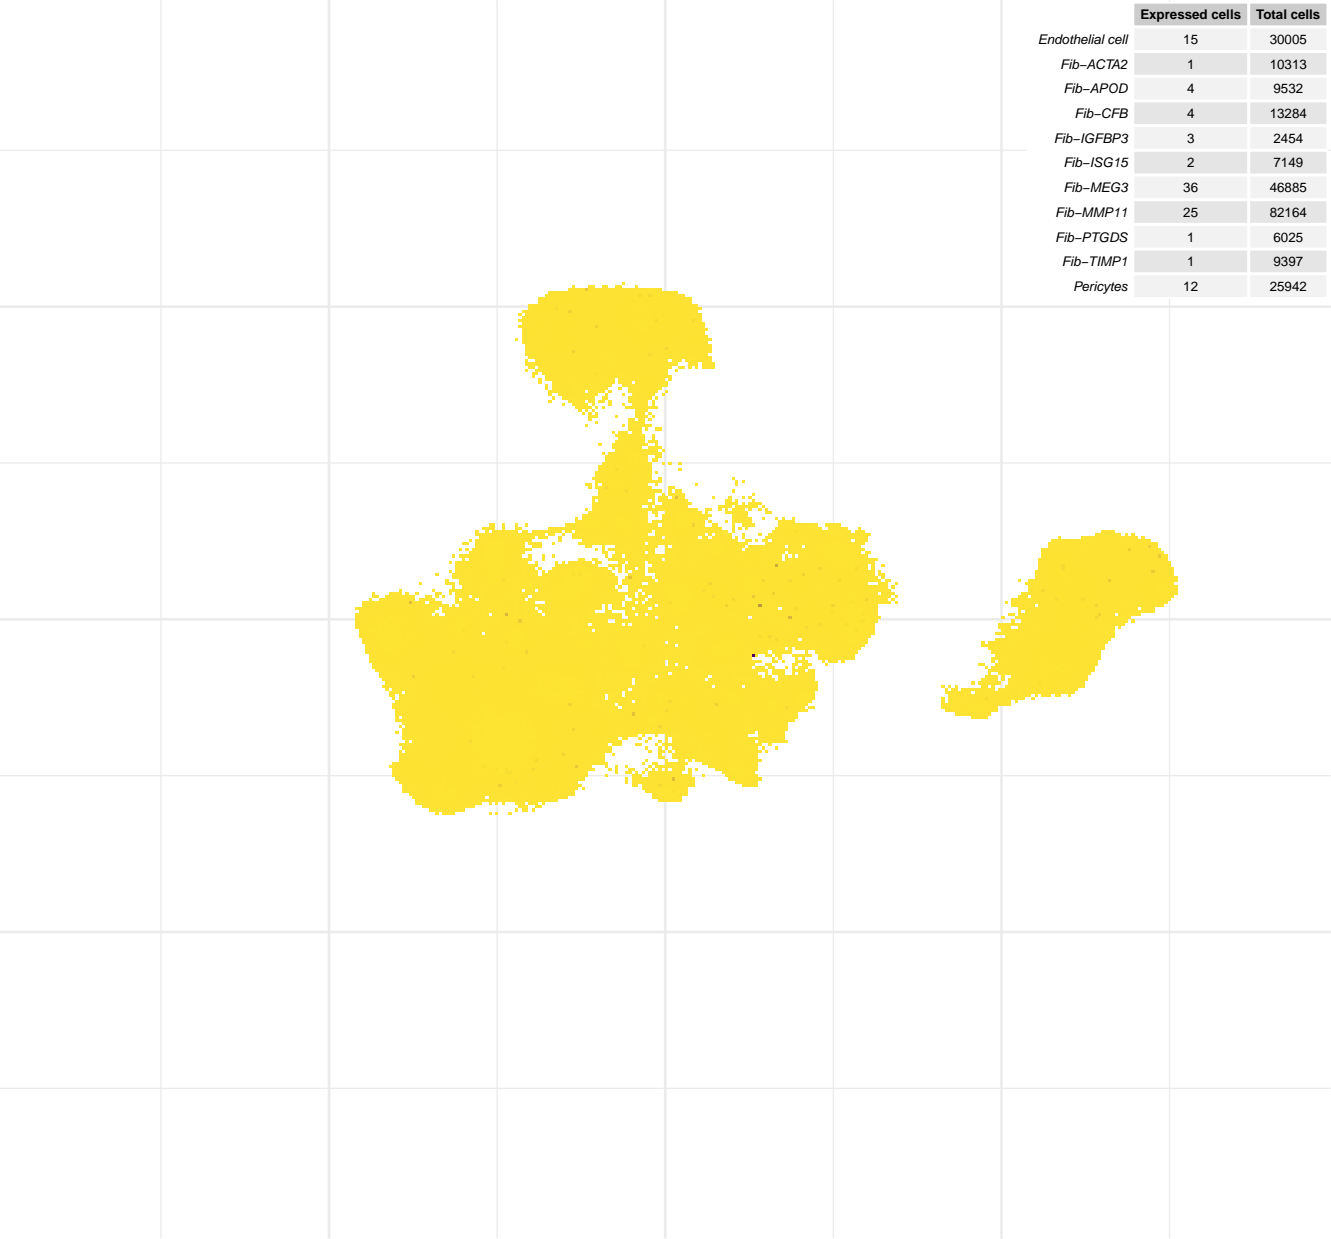 Expressed cells Total cells
Endothelial cell 15 30005
Fib−ACTA2 1 10313
Fib−APOD 4 9532
Fib−CFB 4 13284
Fib−IGFBP3 3 2454
Fib−ISG15 2 7149
Fib−MEG3 36 46885
Fib−MMP11 25 82164
Fib−PTGDS 1 6025
Fib−TIMP1 1 9397
Pericytes 12 25942